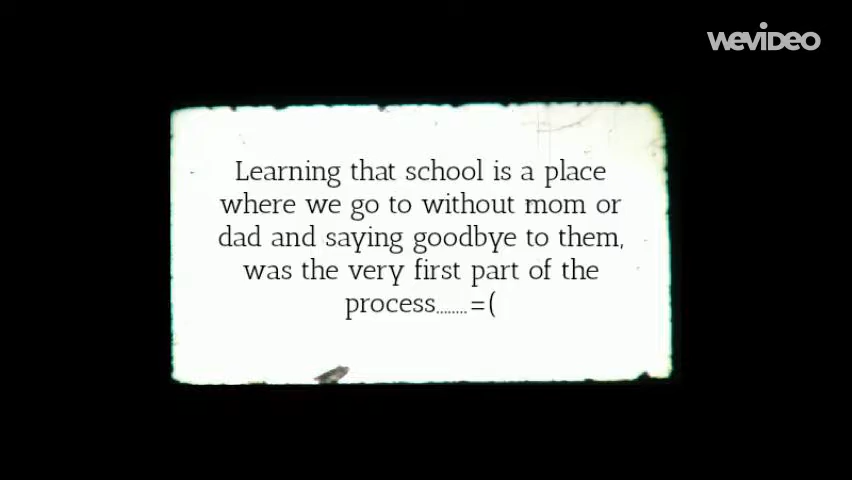 WEVIDEO
Learning that school is a place
where we go to without mom or
dad and saying goodbye to them,
was the very first part of the
process........=(